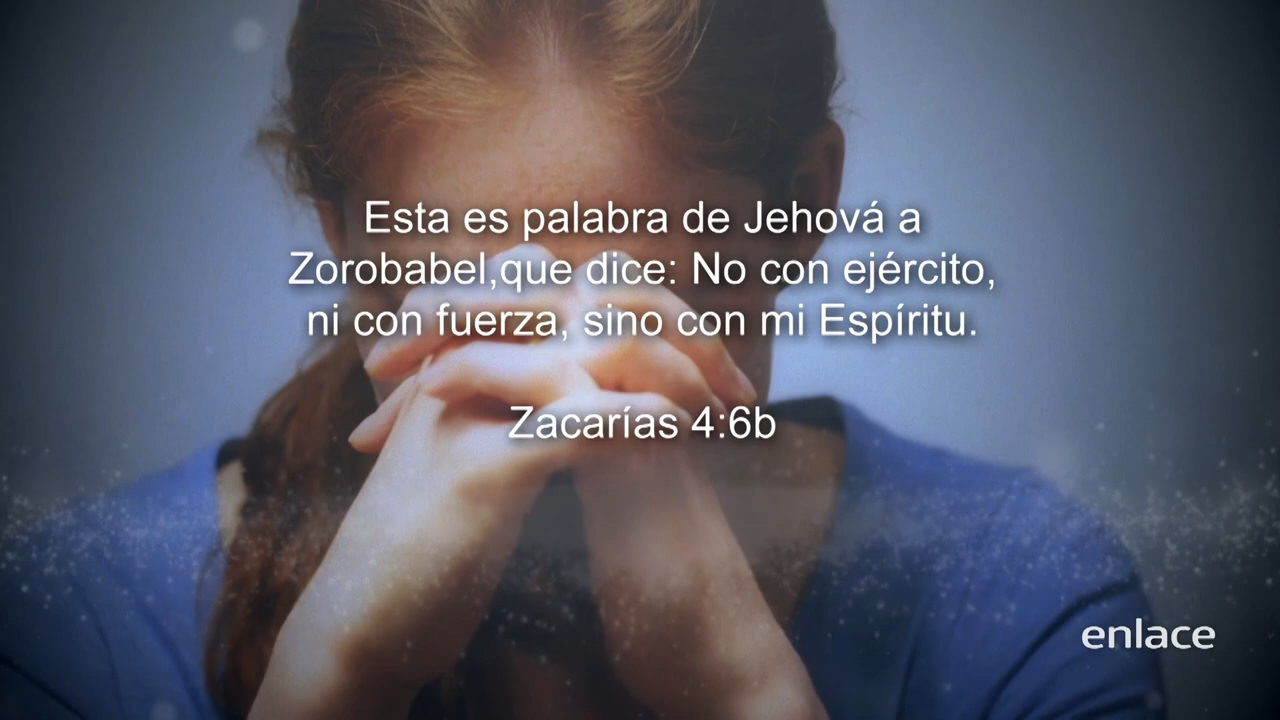 Esta es palabra de Jehová a
Zorobabel,que dice: No con ejército,
ni con fuerza, sino con mi Espíritu.
Zacarías 4:6b
enlace